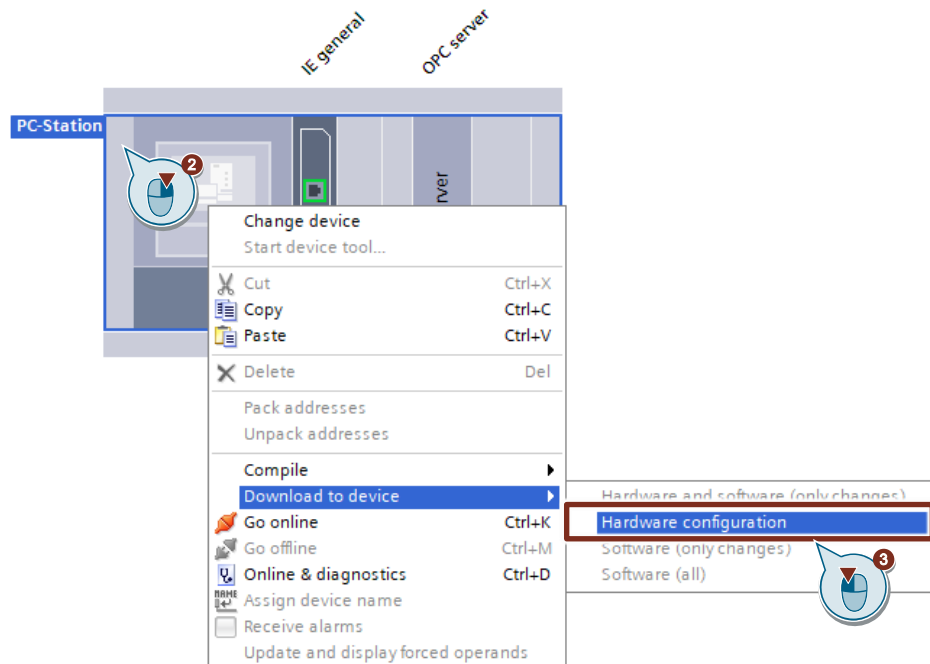 IE general
OPC server
PC-Station
2
rver
Change device
Start device tool...
Cut Ctrl+X
Copy Ctrl+C
Paste Ctrl+V
Delete Del
Pack addresses
Unpack addresses
Compile
Download to device
Hardware and software (only changes)
Go online Ctrl+K
Hardware configuration
Go offline Ctrl+M
Software (only changes)
3
Online & diagnostics Ctrl+D
Software (all)
NAME
Assign device name
Receive alarms
Update and display forced operands